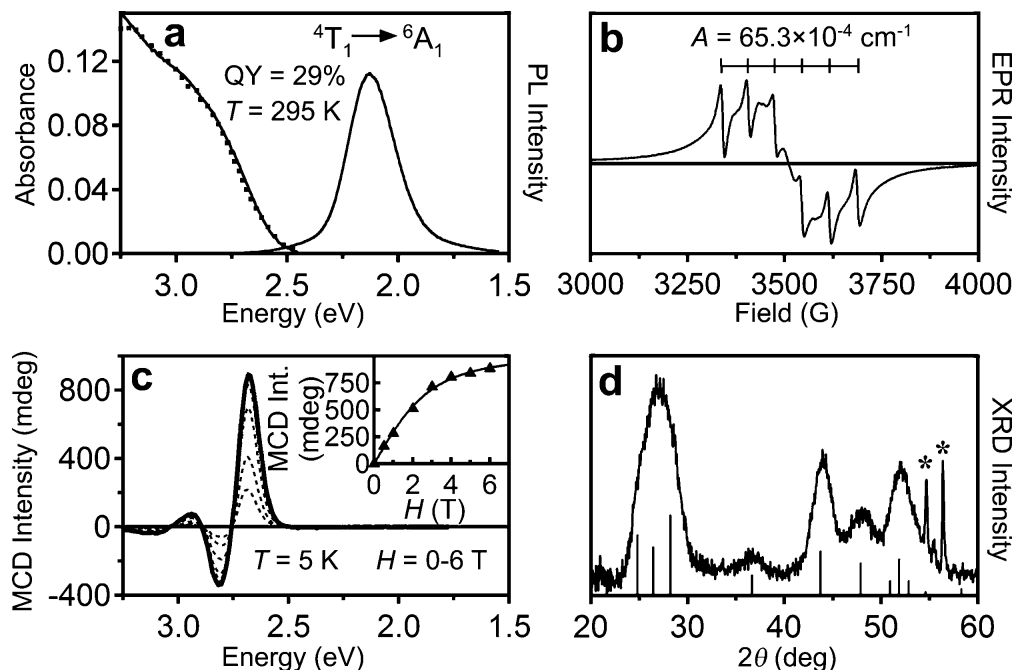 a
⁴T₁ → ⁶A₁
QY = 29%
T = 295 K
0.12
0.08
0.04
0.00
Absorbance
PL Intensity
3.0 2.5 2.0 1.5
Energy (eV)
b
A = 65.3×10⁻⁴ cm⁻¹
EPR Intensity
3000 3250 3500 3750 4000
Field (G)
c
MCD Intensity (mdeg)
800
400
0
-400
T = 5 K H = 0-6 T
3.0 2.5 2.0
Energy (eV)
MCD Int.
(mdeg)
750
500
250
0
0 2 4 6
H (T)
d
* *
XRD Intensity
20 30 40 50 60
2θ (deg)